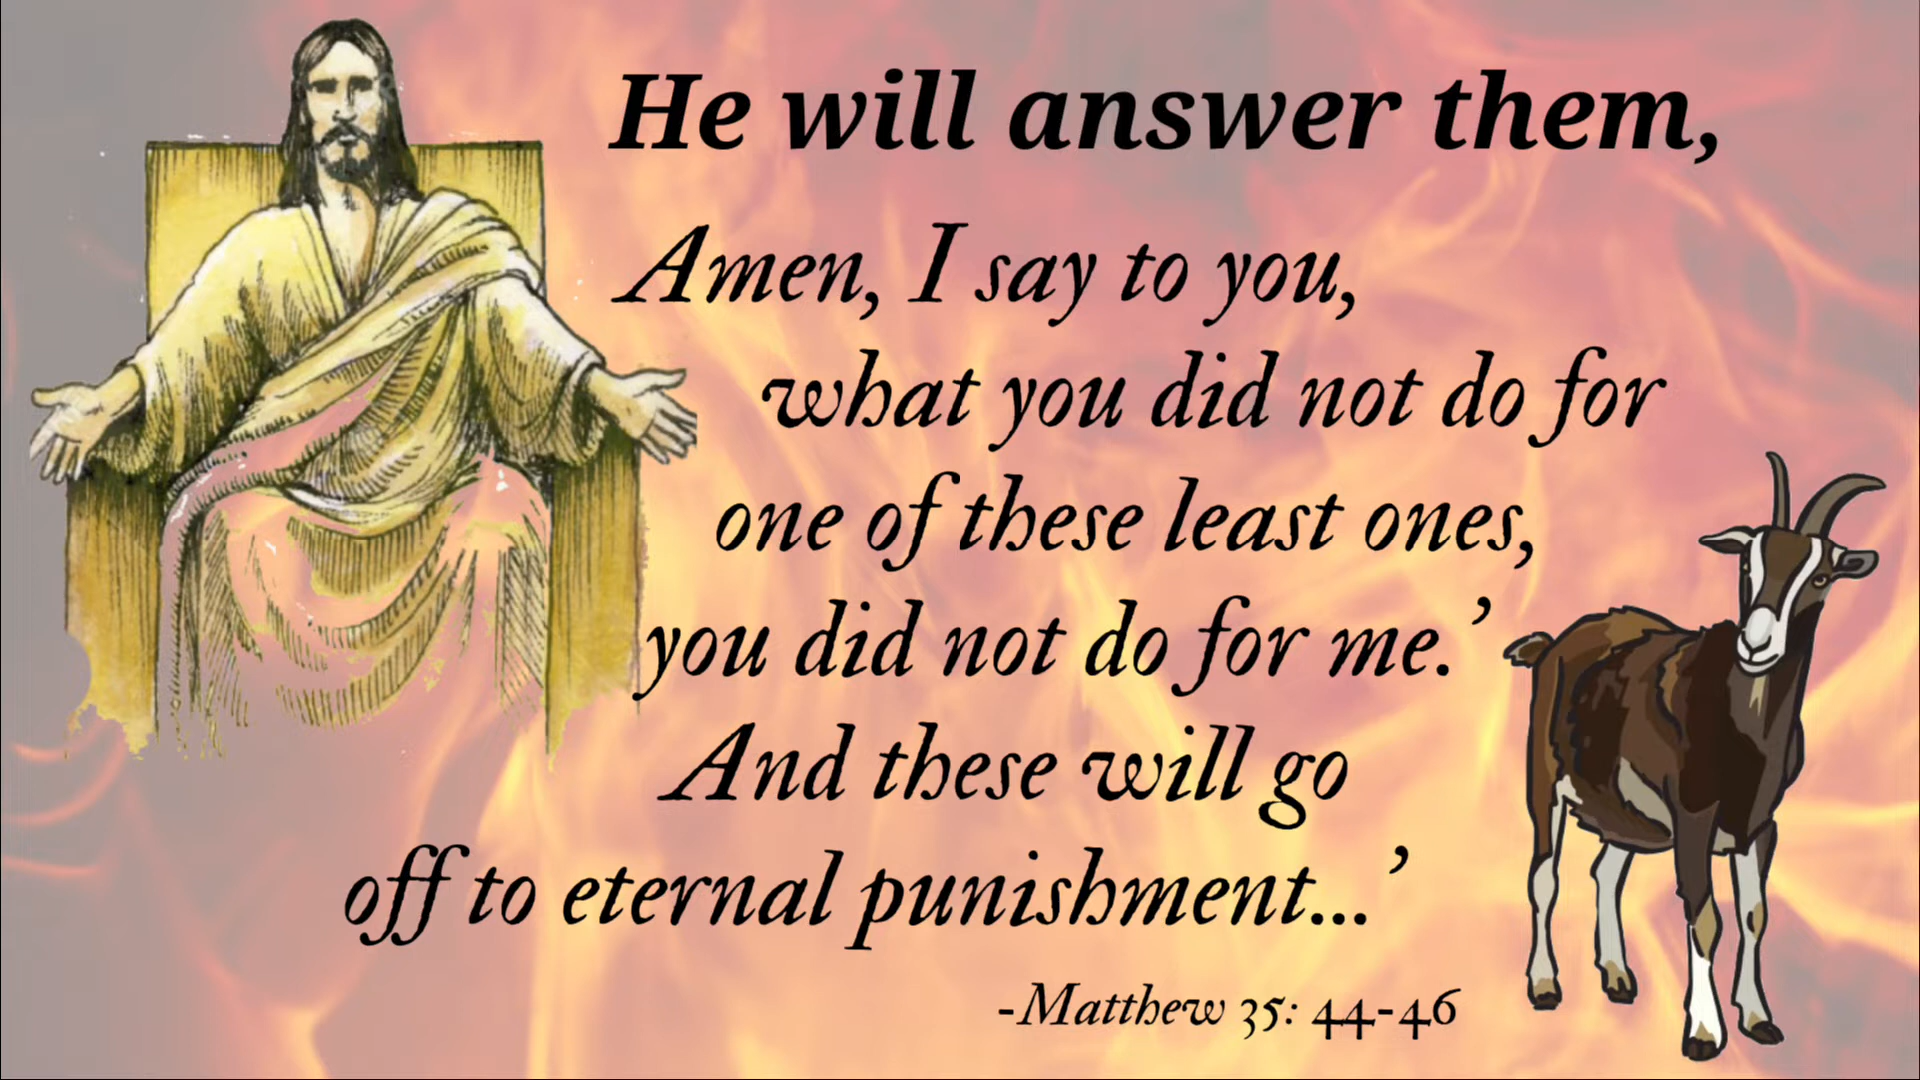 He will answer them,
Amen, I say to you,
what you did not do for
one of these least ones,
you did not do for me.’
And these will go
off to eternal punishment...’
-Matthew 35: 44-46